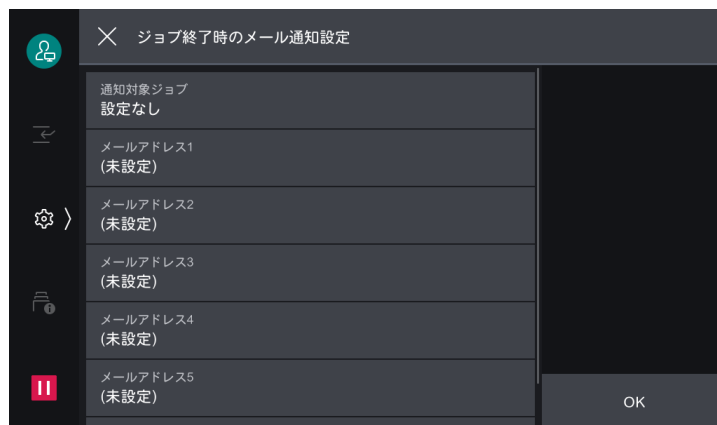 ジョブ終了時のメール通知設定
通知対象ジョブ
設定なし
メールアドレス1
(未設定)
メールアドレス2
(未設定)
メールアドレス3
(未設定)
メールアドレス4
(未設定)
メールアドレス5
(未設定)
OK